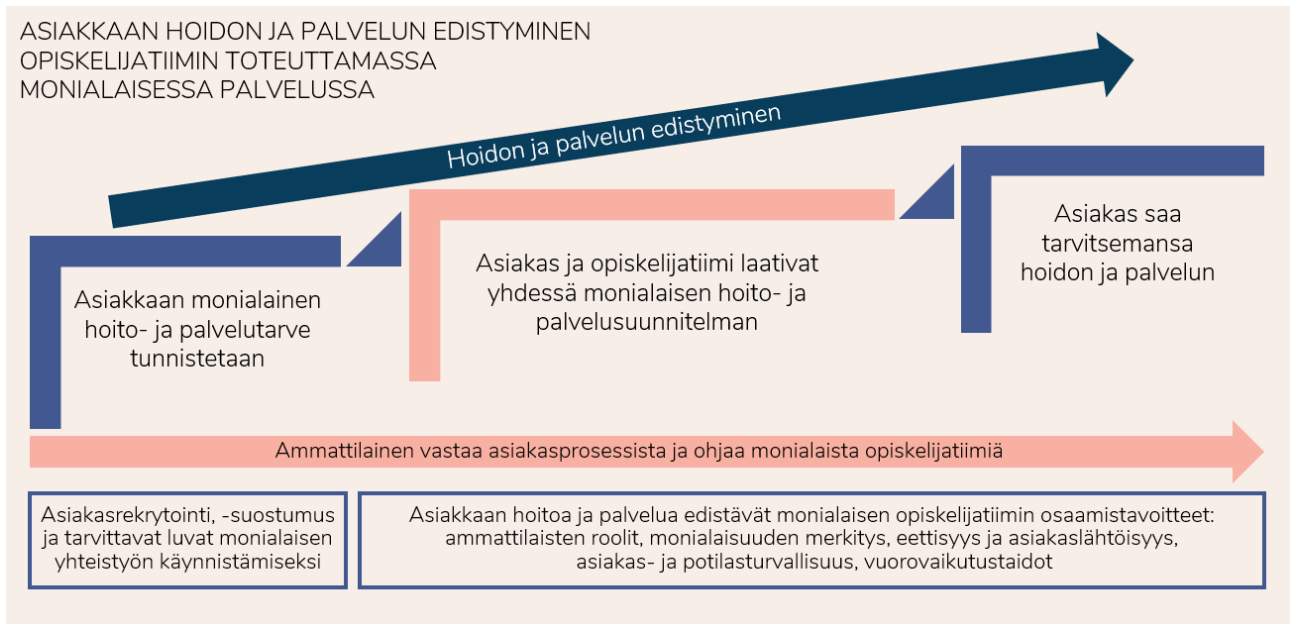 ASIAKKAAN HOIDON JA PALVELUN EDISTYMINEN
OPISKELIJATIIMIN TOTEUTTAMASSA
MONIALAISESSA PALVELUSSA
Hoidon ja palvelun edistyminen
Asiakkaan monialainen
hoito- ja palvelutarve
tunnistetaan
Asiakas ja opiskelijatiimi laativat
yhdessä monialaisen hoito- ja
palvelusuunnitelman
Asiakas saa
tarvitsemansa
hoidon ja palvelun
Ammattilainen vastaa asiakasprosessista ja ohjaa monialaista opiskelijatiimiä
Asiakasrekrytointi, -suostumus
ja tarvittavat luvat monialaisen
yhteistyön käynnistämiseksi
Asiakkaan hoitoa ja palvelua edistävät monialaisen opiskelijatiimin osaamistavoitteet:
ammattilaisten roolit, monialaisuuden merkitys, eettisyys ja asiakaslähtöisyys,
asiakas- ja potilasturvallisuus, vuorovaikutustaidot